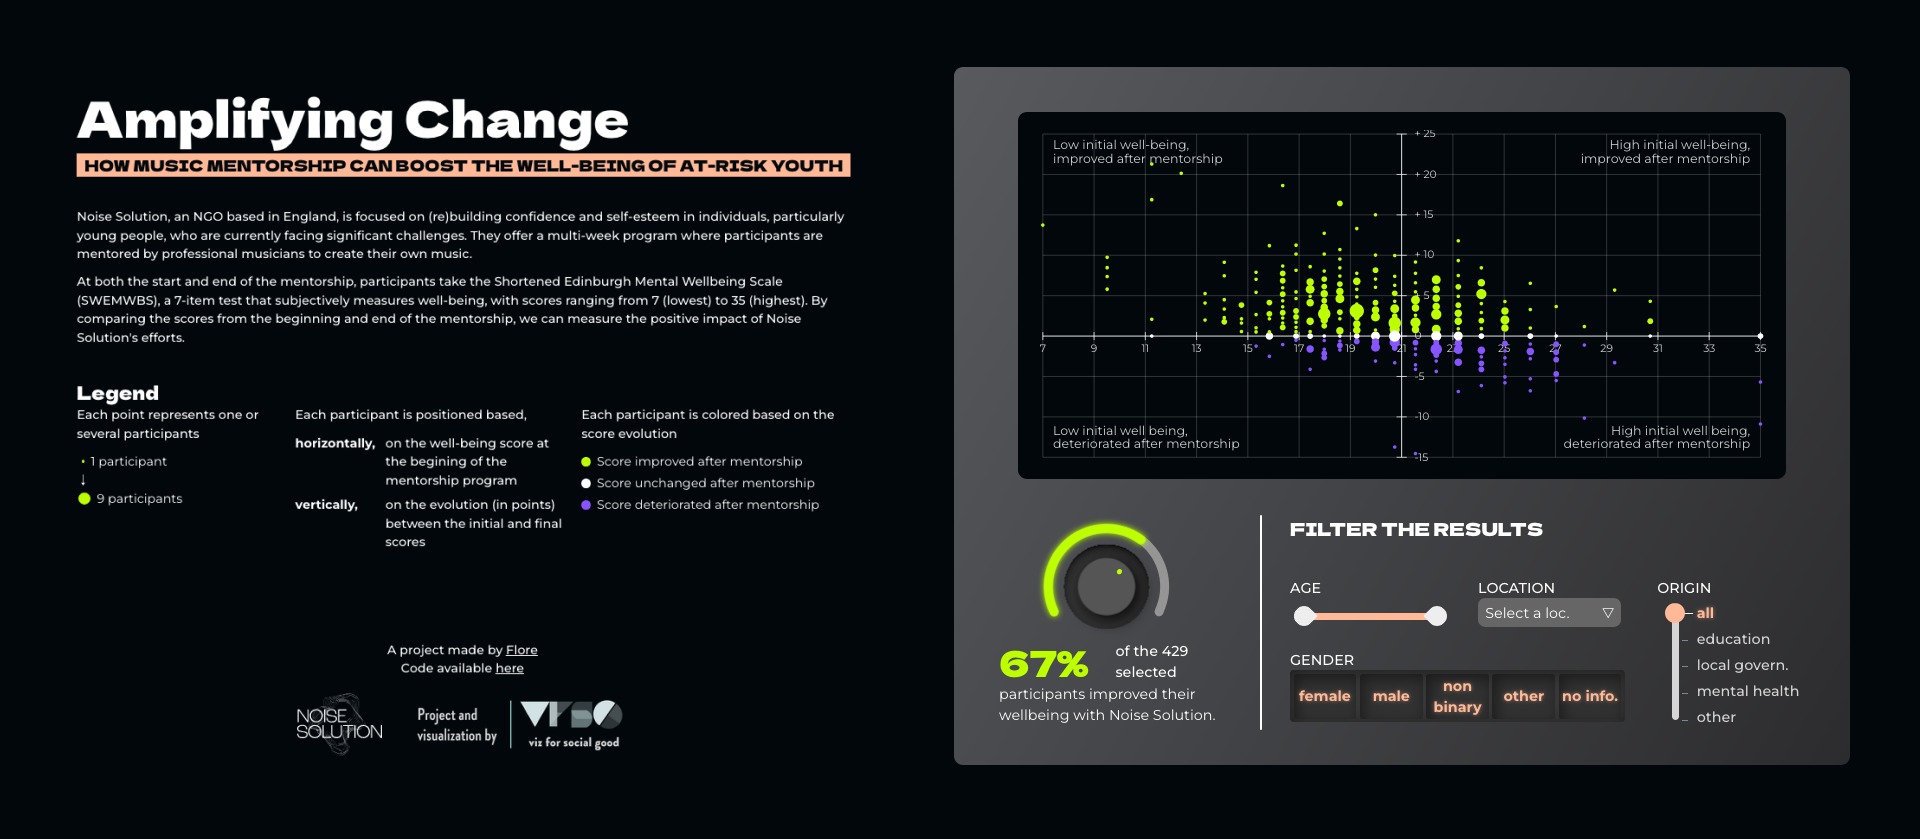 Amplifying Change
HOW MUSIC MENTORSHIP CAN BOOST THE WELL-BEING OF AT-RISK YOUTH
Noise Solution, an NGO based in England, is focused on (re)building confidence and self-esteem in individuals, particularly
young people, who are currently facing significant challenges. They offer a multi-week program where participants are
mentored by professional musicians to create their own music.
At both the start and end of the mentorship, participants take the Shortened Edinburgh Mental Wellbeing Scale
(SWEMWBS), a 7-item test that subjectively measures well-being, with scores ranging from 7 (lowest) to 35 (highest). By
comparing the scores from the beginning and end of the mentorship, we can measure the positive impact of Noise
Solution's efforts.
Legend
Each point represents one or
several participants
1 participant
↓
9 participants
Each participant is positioned based,
horizontally, on the well-being score at
the begining of the
mentorship program
vertically, on the evolution (in points)
between the initial and final
scores
Each participant is colored based on the
score evolution
Score improved after mentorship
Score unchanged after mentorship
Score deteriorated after mentorship
A project made by Flore
Code available here
NOISE
SOLUTION
Project and
visualization by
VFSG
viz for social good
Low initial well-being,
improved after mentorship
High initial well-being,
improved after mentorship
+ 25
+ 20
+ 15
+ 10
5
0
7 9 11 13 15 17 19 21 23 25 27 29 31 33 35
-5
-10
-15
Low initial well being,
deteriorated after mentorship
High initial well being,
deteriorated after mentorship
67% of the 429
selected
participants improved their
wellbeing with Noise Solution.
FILTER THE RESULTS
AGE
LOCATION
Select a loc.
GENDER
female male non
binary other no info.
ORIGIN
all
education
local govern.
mental health
other